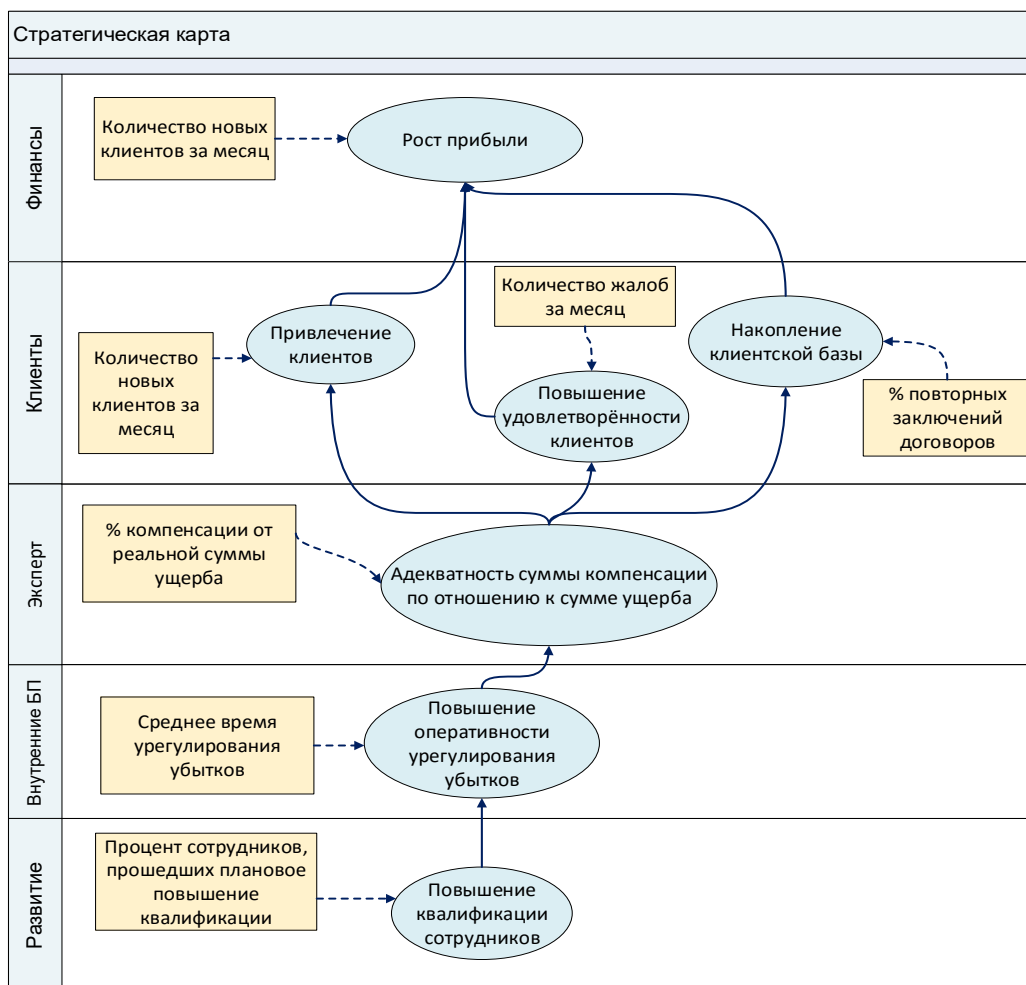 Стратегическая карта
Финансы
Количество новых
клиентов за месяц
Рост прибыли
Клиенты
Количество
новых
клиентов за
месяц
Привлечение
клиентов
Количество жалоб
за месяц
Повышение
удовлетворённости
клиентов
Накопление
клиентской базы
% повторных
заключений
договоров
Эксперт
% компенсации от
реальной суммы
ущерба
Адекватность суммы компенсации
по отношению к сумме ущерба
Внутренние БП
Среднее время
урегулирования
убытков
Повышение
оперативности
урегулирования
убытков
Развитие
Процент сотрудников,
прошедших плановое
повышение
квалификации
Повышение
квалификации
сотрудников